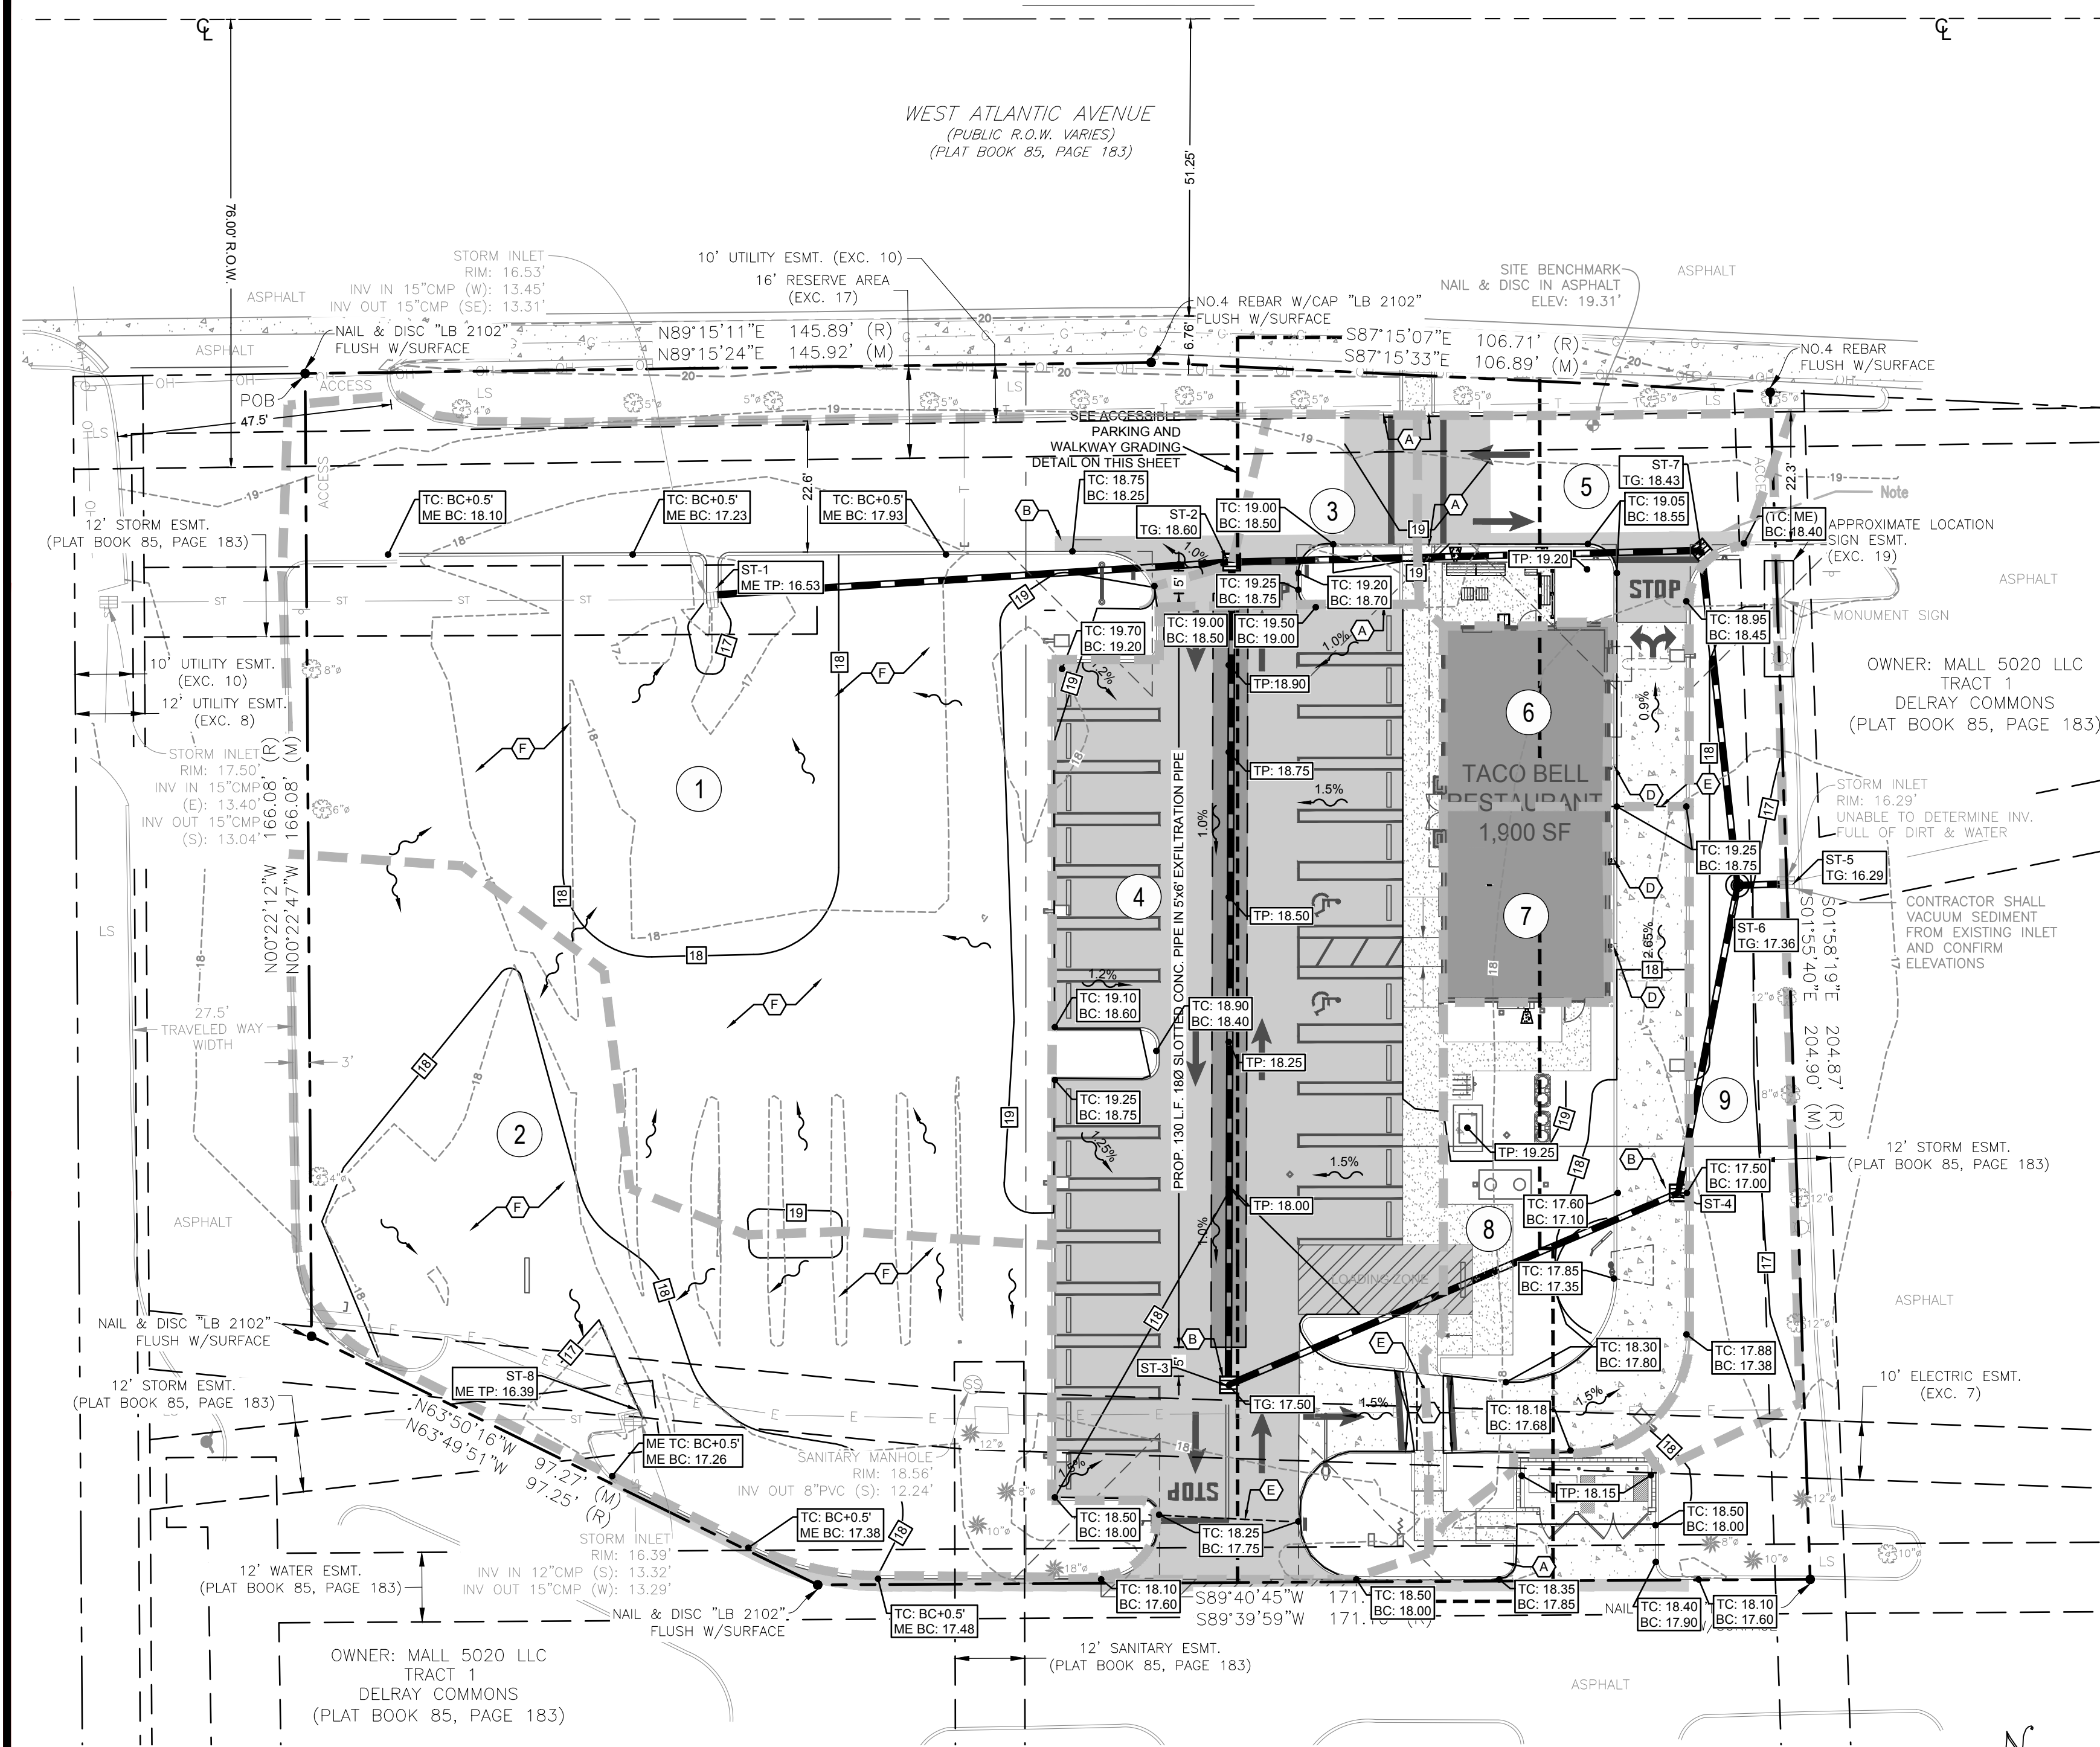 WEST ATLANTIC AVENUE
(PUBLIC R.O.W. VARIES)
(PLAT BOOK 85, PAGE 183)
76.00' R.O.W.
51.25'
6.76'
STORM INLET
RIM: 16.53'
INV IN 15"CMP (W): 13.45'
INV OUT 15"CMP (SE): 13.31'
10' UTILITY ESMT. (EXC. 10)
16' RESERVE AREA
(EXC. 17)
SITE BENCHMARK
NAIL & DISC IN ASPHALT
ELEV: 19.31'
ASPHALT
ASPHALT
ASPHALT
NAIL & DISC "LB 2102"
FLUSH W/SURFACE
N89°15'11"E 145.89' (R)
N89°15'24"E 145.92' (M)
NO.4 REBAR W/CAP "LB 2102"
FLUSH W/SURFACE
S87°15'07"E 106.71' (R)
S87°15'33"E 106.89' (M)
NO.4 REBAR
FLUSH W/SURFACE
POB
ACCESS
47.5'
ACCESS
22.6'
22.3'
SEE ACCESSIBLE
PARKING AND
WALKWAY GRADING
DETAIL ON THIS SHEET
TC: BC+0.5'
ME BC: 18.10
TC: BC+0.5'
ME BC: 17.23
TC: BC+0.5'
ME BC: 17.93
TC: 18.75
BC: 18.25
ST-2
TG: 18.60
TC: 19.00
BC: 18.50
ST-7
TG: 18.43
TC: 19.05
BC: 18.55
Note
(TC: ME)
BC: 18.40
APPROXIMATE LOCATION
SIGN ESMT.
(EXC. 19)
12' STORM ESMT.
(PLAT BOOK 85, PAGE 183)
ST-1
ME TP: 16.53
TP: 19.20
STOP
ASPHALT
MONUMENT SIGN
TC: 19.25
BC: 18.75
TC: 19.20
BC: 18.70
TC: 19.00
BC: 18.50
TC: 19.50
BC: 19.00
TC: 19.70
BC: 19.20
TC: 18.95
BC: 18.45
10' UTILITY ESMT.
(EXC. 10)
12' UTILITY ESMT.
(EXC. 8)
OWNER: MALL 5020 LLC
TRACT 1
DELRAY COMMONS
(PLAT BOOK 85, PAGE 183)
STORM INLET
RIM: 17.50'
INV IN 15"CMP
(E): 13.40'
INV OUT 15"CMP
(S): 13.04'
N00°22'12"W 166.08' (R)
N00°22'47"W 166.08' (M)
TP:18.90
TP: 18.75
TP: 18.50
TP: 18.25
TP: 18.00
PROP. 130 L.F. 18Ø SLOTTED CONC. PIPE IN 5'x6' EXFILTRATION PIPE
TACO BELL
RESTAURANT
1,900 SF
STORM INLET
RIM: 16.29'
UNABLE TO DETERMINE INV.
FULL OF DIRT & WATER
TC: 19.25
BC: 18.75
ST-5
TG: 16.29
CONTRACTOR SHALL
VACUUM SEDIMENT
FROM EXISTING INLET
AND CONFIRM
ELEVATIONS
ST-6
TG: 17.36
S01°58'19"E 204.87' (R)
S01°55'40"E 204.90' (M)
27.5'
TRAVELED WAY
WIDTH
3'
TC: 19.10
BC: 18.60
TC: 18.90
BC: 18.40
TC: 19.25
BC: 18.75
TP: 19.25
12' STORM ESMT.
(PLAT BOOK 85, PAGE 183)
ASPHALT
TC: 17.50
BC: 17.00
ST-4
TC: 17.60
BC: 17.10
LOADING ZONE
TC: 17.85
BC: 17.35
ASPHALT
NAIL & DISC "LB 2102"
FLUSH W/SURFACE
ST-3
TG: 17.50
TC: 18.30
BC: 17.80
TC: 17.88
BC: 17.38
12' STORM ESMT.
(PLAT BOOK 85, PAGE 183)
ST-8
ME TP: 16.39
TC: 18.18
BC: 17.68
10' ELECTRIC ESMT.
(EXC. 7)
N63°50'16"W 97.27' (M)
N63°49'51"W 97.25' (R)
ME TC: BC+0.5'
ME BC: 17.26
SANITARY MANHOLE
RIM: 18.56'
INV OUT 8"PVC (S): 12.24'
STOP
TP: 18.15
TC: BC+0.5'
ME BC: 17.38
TC: 18.50
BC: 18.00
TC: 18.25
BC: 17.75
TC: 18.50
BC: 18.00
STORM INLET
RIM: 16.39'
INV IN 12"CMP (S): 13.32'
INV OUT 15"CMP (W): 13.29'
12' WATER ESMT.
(PLAT BOOK 85, PAGE 183)
NAIL & DISC "LB 2102"
FLUSH W/SURFACE
TC: BC+0.5'
ME BC: 17.48
TC: 18.10
BC: 17.60
S89°40'45"W 171.
S89°39'59"W 171.
TC: 18.50
BC: 18.00
TC: 18.35
BC: 17.85
NAIL
TC: 18.40
BC: 17.90
TC: 18.10
BC: 17.60
12' SANITARY ESMT.
(PLAT BOOK 85, PAGE 183)
OWNER: MALL 5020 LLC
TRACT 1
DELRAY COMMONS
(PLAT BOOK 85, PAGE 183)
ASPHALT
N